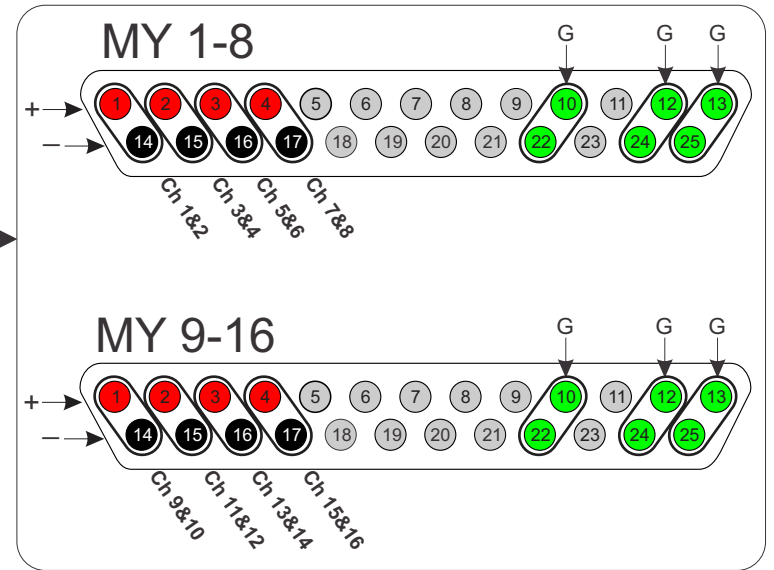 MY 1-8
G G G
+ 1 2 3 4 5 6 7 8 9 10 11 12 13
− 14 15 16 17 18 19 20 21 22 23 24 25
Ch 1&2
Ch 3&4
Ch 5&6
Ch 7&8
MY 9-16
G G G
+ 1 2 3 4 5 6 7 8 9 10 11 12 13
− 14 15 16 17 18 19 20 21 22 23 24 25
Ch 9&10
Ch 11&12
Ch 13&14
Ch 15&16